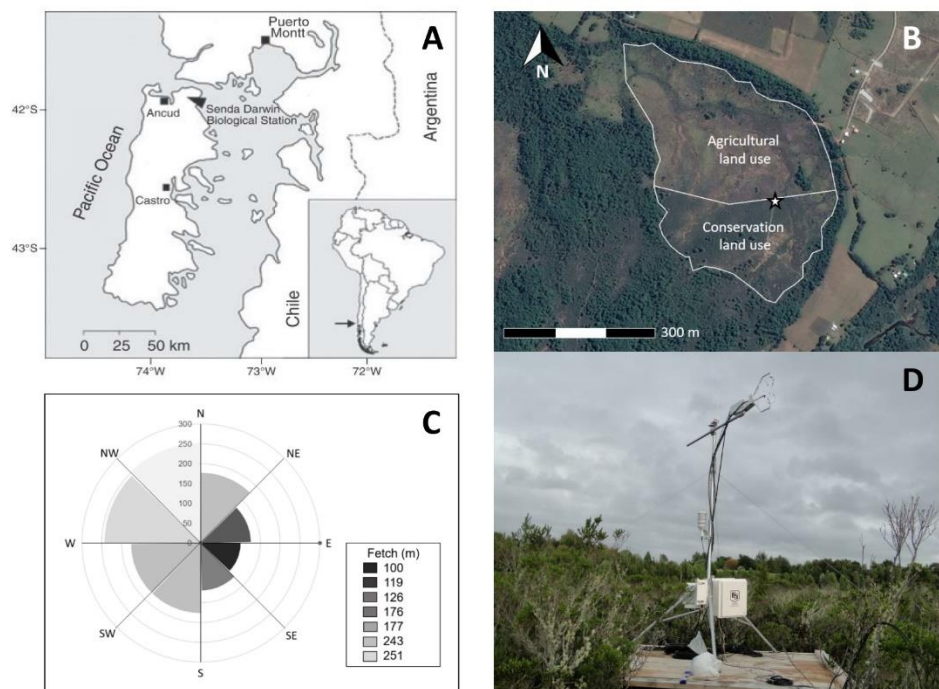 A
Puerto
Montt
42°S
Ancud
Senda Darwin
Biological Station
Argentina
Pacific Ocean
Castro
43°S
Chile
0 25 50 km
74°W 73°W 72°W
B
N
Agricultural
land use
Conservation
land use
300 m
C
N
300
250
200
150
100
50
0
NW
NE
W
E
SW
SE
S
Fetch (m)
100
119
126
176
177
243
251
D